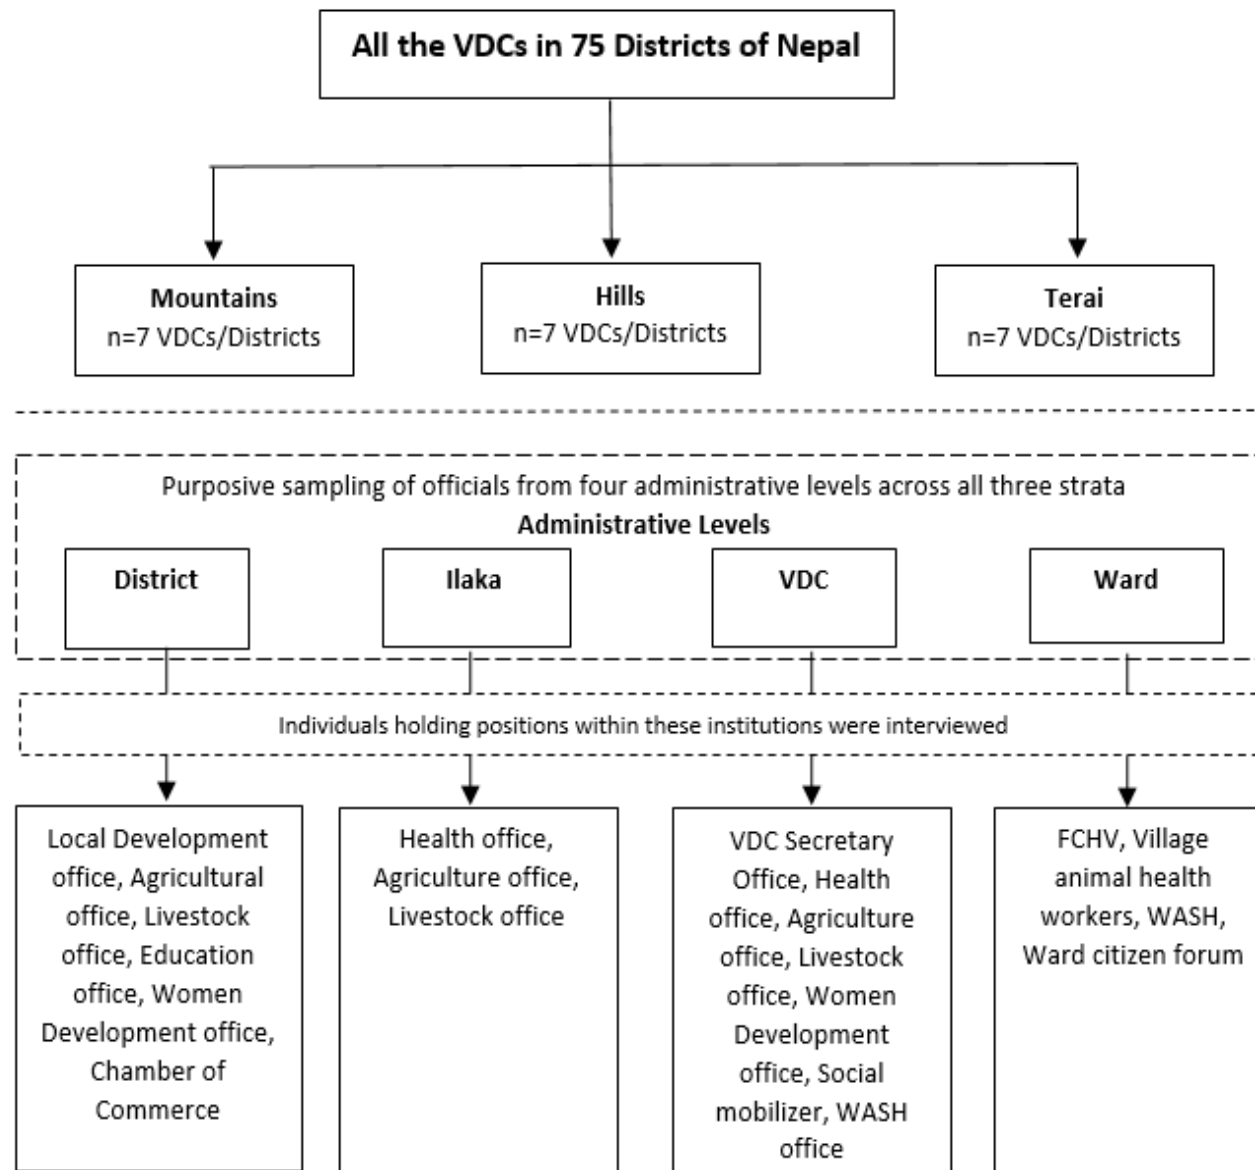 All the VDCs in 75 Districts of Nepal
Mountains
n=7 VDCs/Districts
Hills
n=7 VDCs/Districts
Terai
n=7 VDCs/Districts
Purposive sampling of officials from four administrative levels across all three strata
Administrative Levels
District
Ilaka
VDC
Ward
Individuals holding positions within these institutions were interviewed
Local Development
office, Agricultural
office, Livestock
office, Education
office, Women
Development office,
Chamber of
Commerce
Health office,
Agriculture office,
Livestock office
VDC Secretary
Office, Health
office, Agriculture
office, Livestock
office, Women
Development
office, Social
mobilizer, WASH
office
FCHV, Village
animal health
workers, WASH,
Ward citizen forum